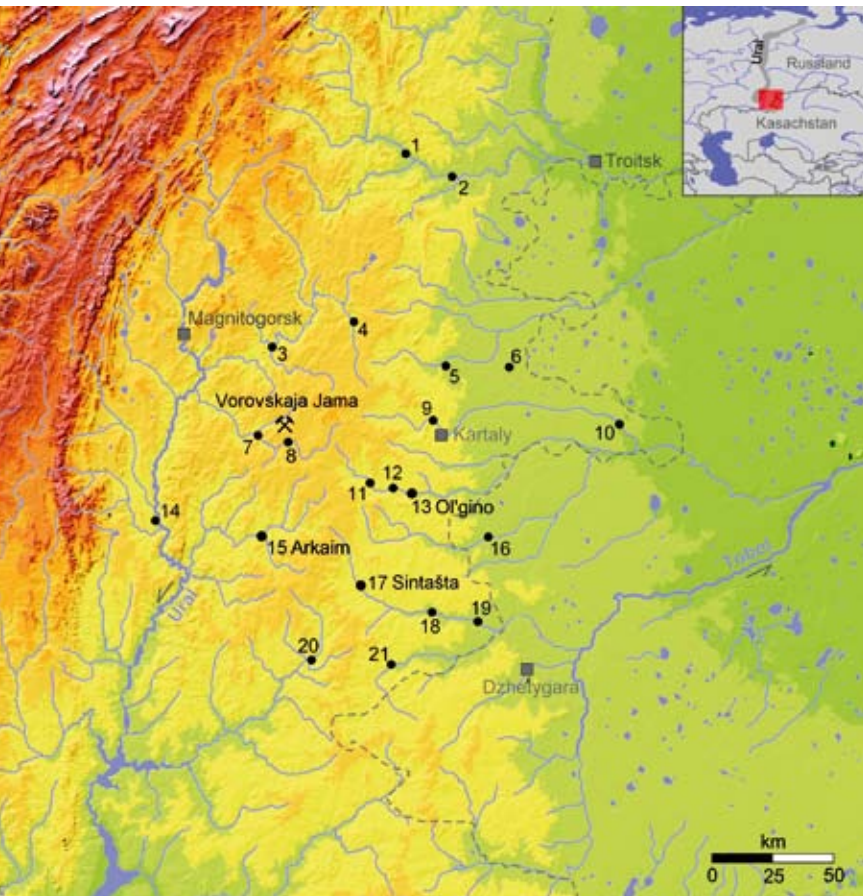 Ural
Russland
Kasachstan
1
Troitsk
2
Magnitogorsk
4
3
6
5
Vorovskaja Jama
9
10
7
8
Kartaly
12
11
13 Ol'gino
14
16
15 Arkaim
Tobol
17 Sintašta
Ural
18
19
20
21
Dzhetygara
km
0 25 50